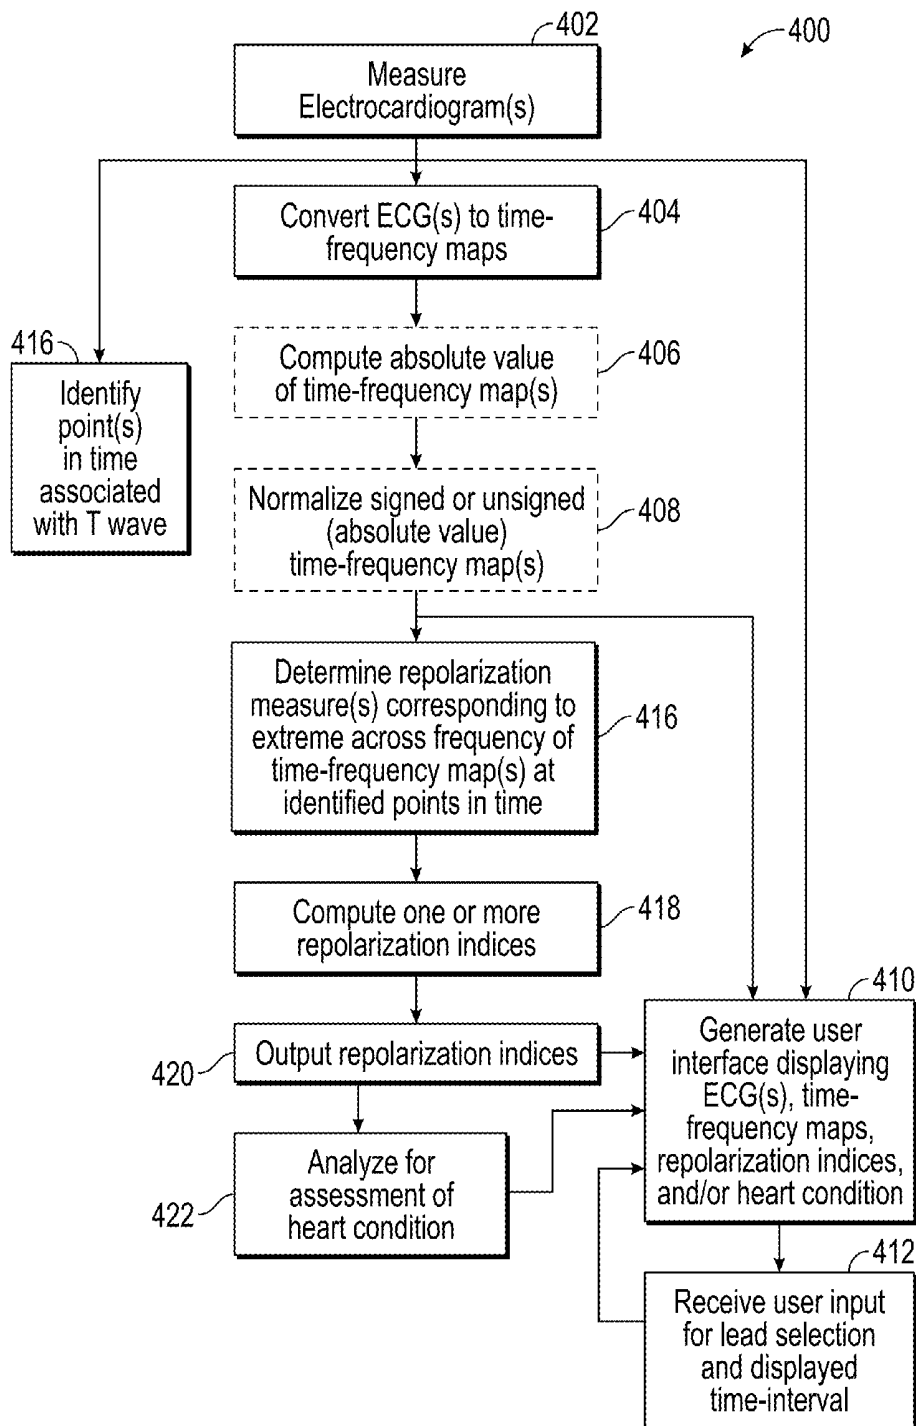 402
400
Measure
Electrocardiogram(s)
Convert ECG(s) to time-
frequency maps
404
416
Identify
point(s)
in time
associated
with T wave
Compute absolute value
of time-frequency map(s)
406
Normalize signed or unsigned
(absolute value)
time-frequency map(s)
408
Determine repolarization
measure(s) corresponding to
extreme across frequency of
time-frequency map(s) at
identified points in time
416
Compute one or more
repolarization indices
418
420
Output repolarization indices
422
Analyze for
assessment of
heart condition
410
Generate user
interface displaying
ECG(s), time-
frequency maps,
repolarization indices,
and/or heart condition
412
Receive user input
for lead selection
and displayed
time-interval